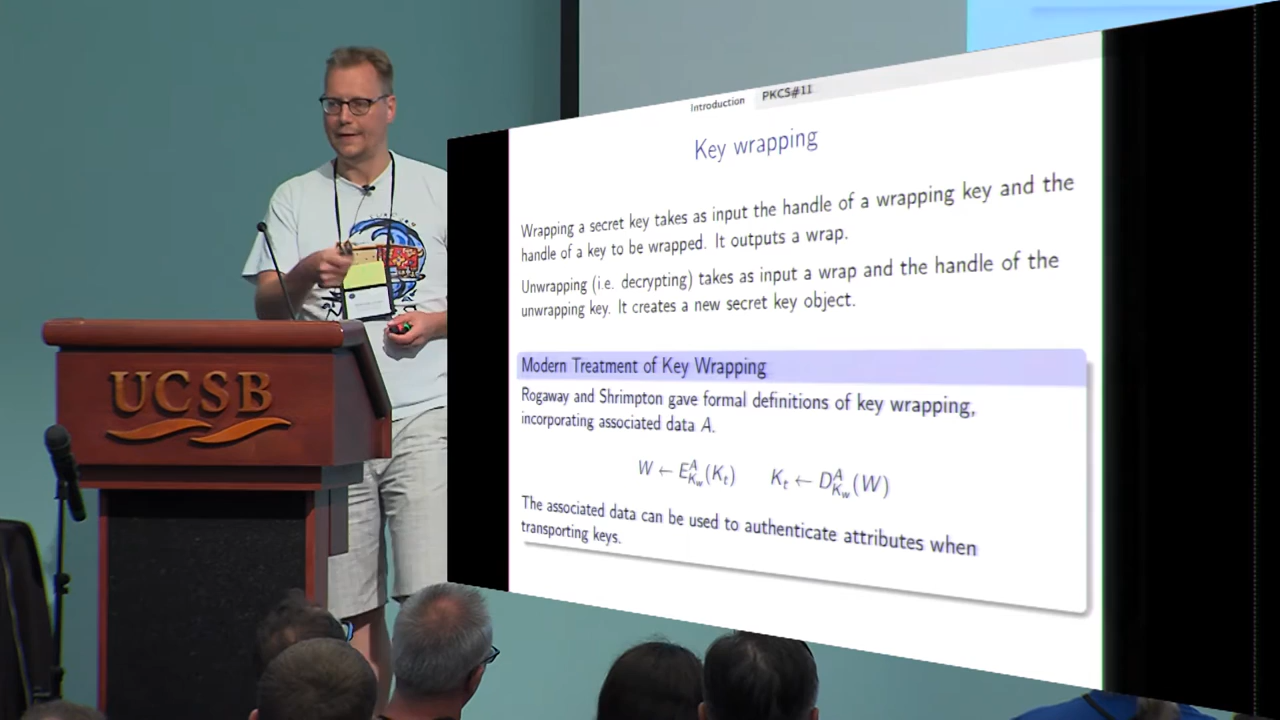 Introduction PKCS#11
Key wrapping
Wrapping a secret key takes as input the handle of a wrapping key and the
handle of a key to be wrapped. It outputs a wrap.
Unwrapping (i.e. decrypting) takes as input a wrap and the handle of the
unwrapping key. It creates a new secret key object.
Modern Treatment of Key Wrapping
Rogaway and Shrimpton gave formal definitions of key wrapping,
incorporating associated data A.
W ← E^A_{K_w}(K_t) K_t ← D^A_{K_w}(W)
The associated data can be used to authenticate attributes when
transporting keys.
UCSB